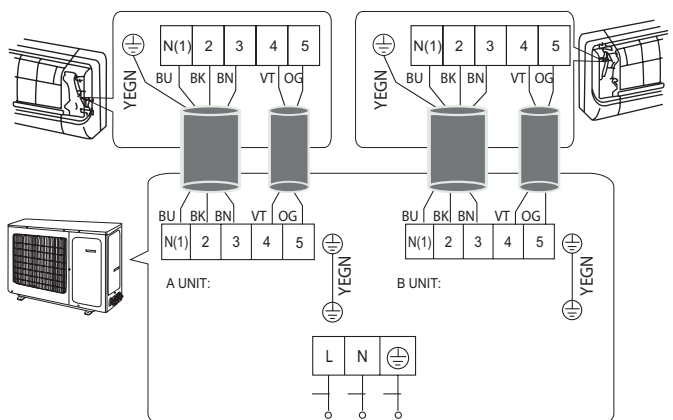 N(1) 2 3 4 5
BU BK BN VT OG
YEGN
N(1) 2 3 4 5
BU BK BN VT OG
YEGN
BU BK BN VT OG
N(1) 2 3 4 5
YEGN
A UNIT:
BU BK BN VT OG
N(1) 2 3 4 5
YEGN
B UNIT:
L N